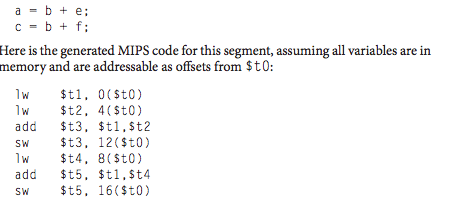 a = b + e;
c = b + f;
Here is the generated MIPS code for this segment, assuming all variables are in
memory and are addressable as offsets from $t0:
lw $t1, 0($t0)
lw $t2, 4($t0)
add $t3, $t1,$t2
sw $t3, 12($t0)
lw $t4, 8($t0)
add $t5, $t1,$t4
sw $t5, 16($t0)